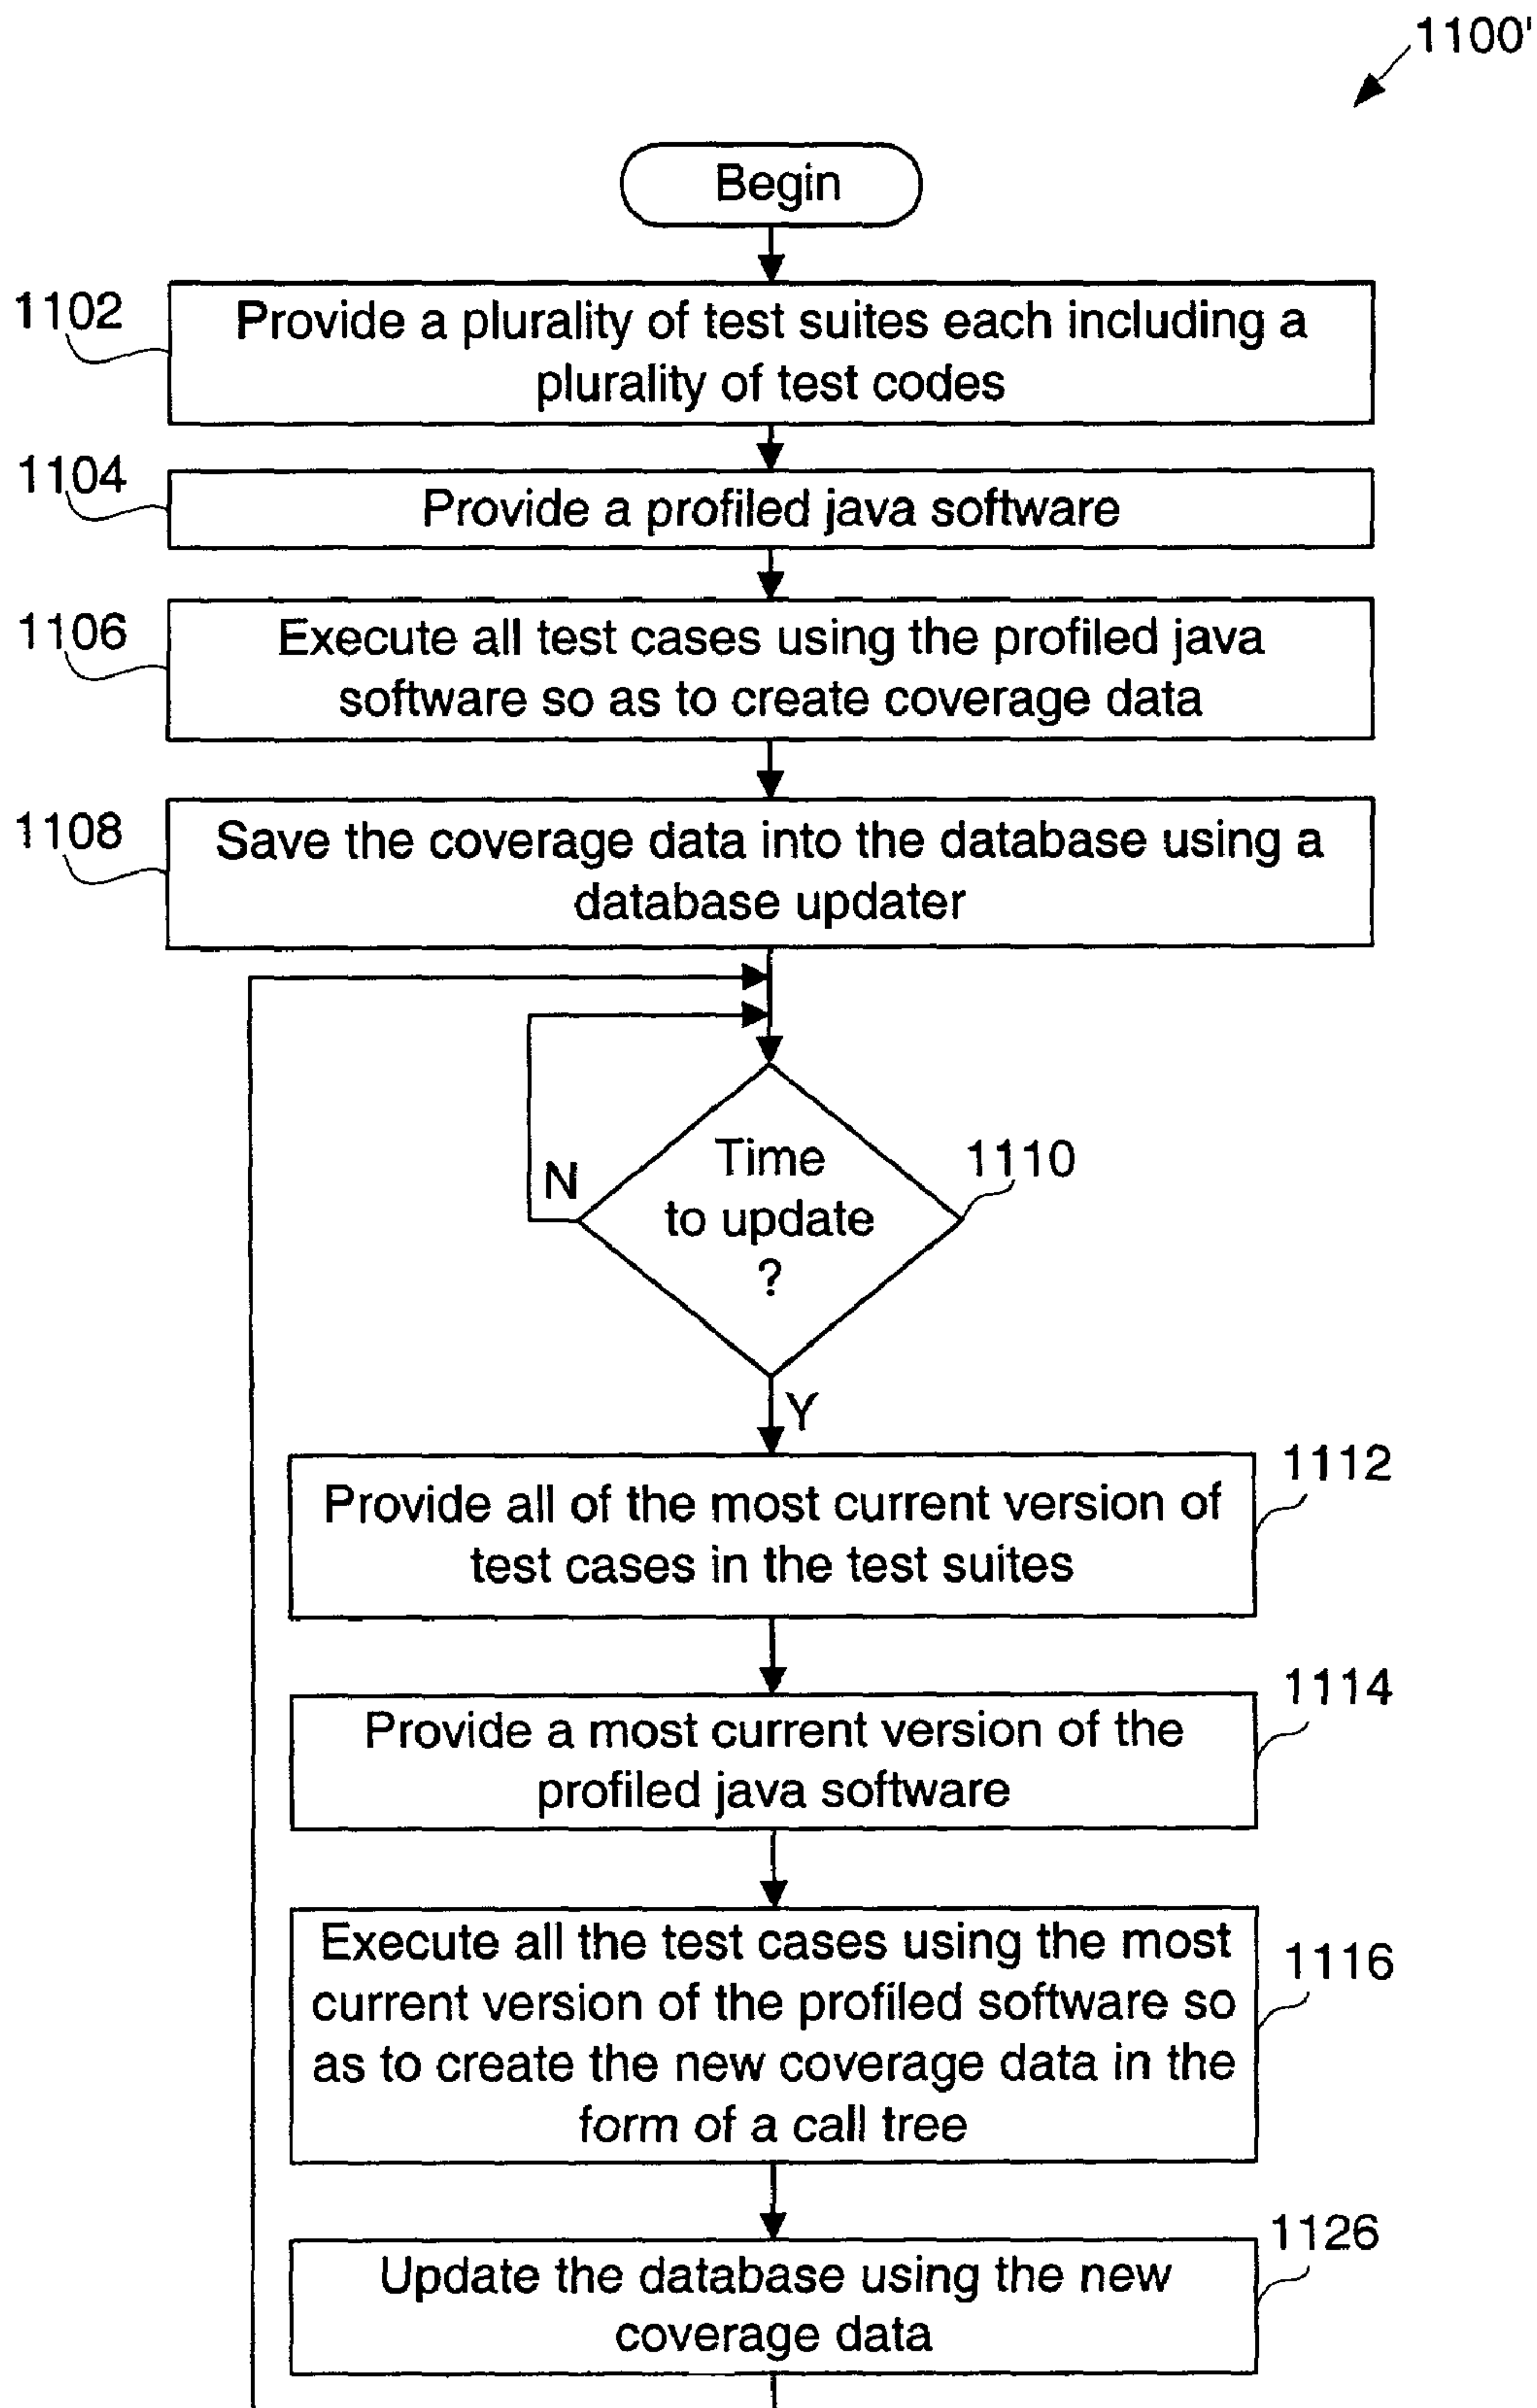 1100'
Begin
1102
Provide a plurality of test suites each including a
plurality of test codes
1104
Provide a profiled java software
1106
Execute all test cases using the profiled java
software so as to create coverage data
1108
Save the coverage data into the database using a
database updater
N
Time
to update
?
1110
Y
1112
Provide all of the most current version of
test cases in the test suites
1114
Provide a most current version of the
profiled java software
1116
Execute all the test cases using the most
current version of the profiled software so
as to create the new coverage data in the
form of a call tree
1126
Update the database using the new
coverage data